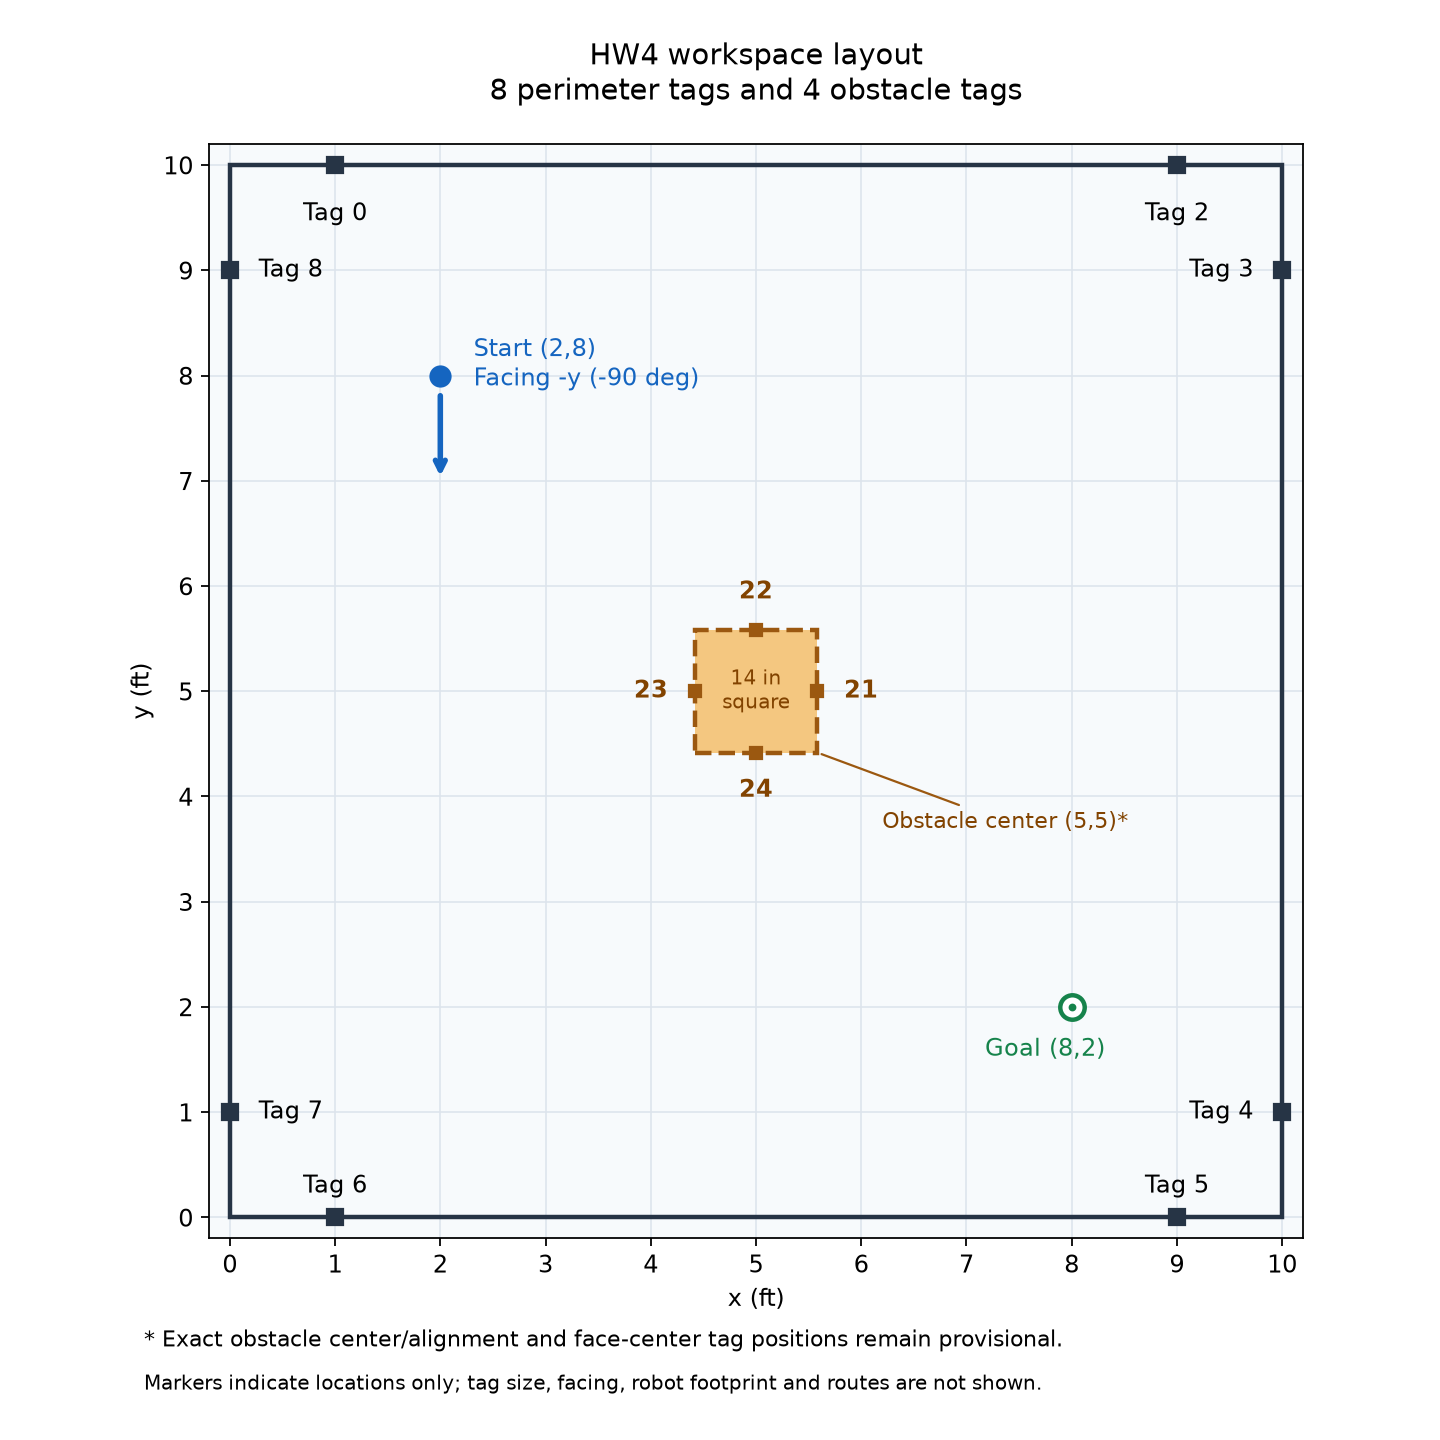 HW4 workspace layout
8 perimeter tags and 4 obstacle tags
10
Tag 0
Tag 2
9
Tag 8
Tag 3
Start (2,8)
8
Facing -y (-90 deg)
7
6
22
14 in
square
y (ft)
5
23
21
24
4
Obstacle center (5,5)*
3
2
Goal (8,2)
1
Tag 7
Tag 4
Tag 6
Tag 5
0
0 1 2 3 4 5 6 7 8 9 10
x (ft)
* Exact obstacle center/alignment and face-center tag positions remain provisional.
Markers indicate locations only; tag size, facing, robot footprint and routes are not shown.